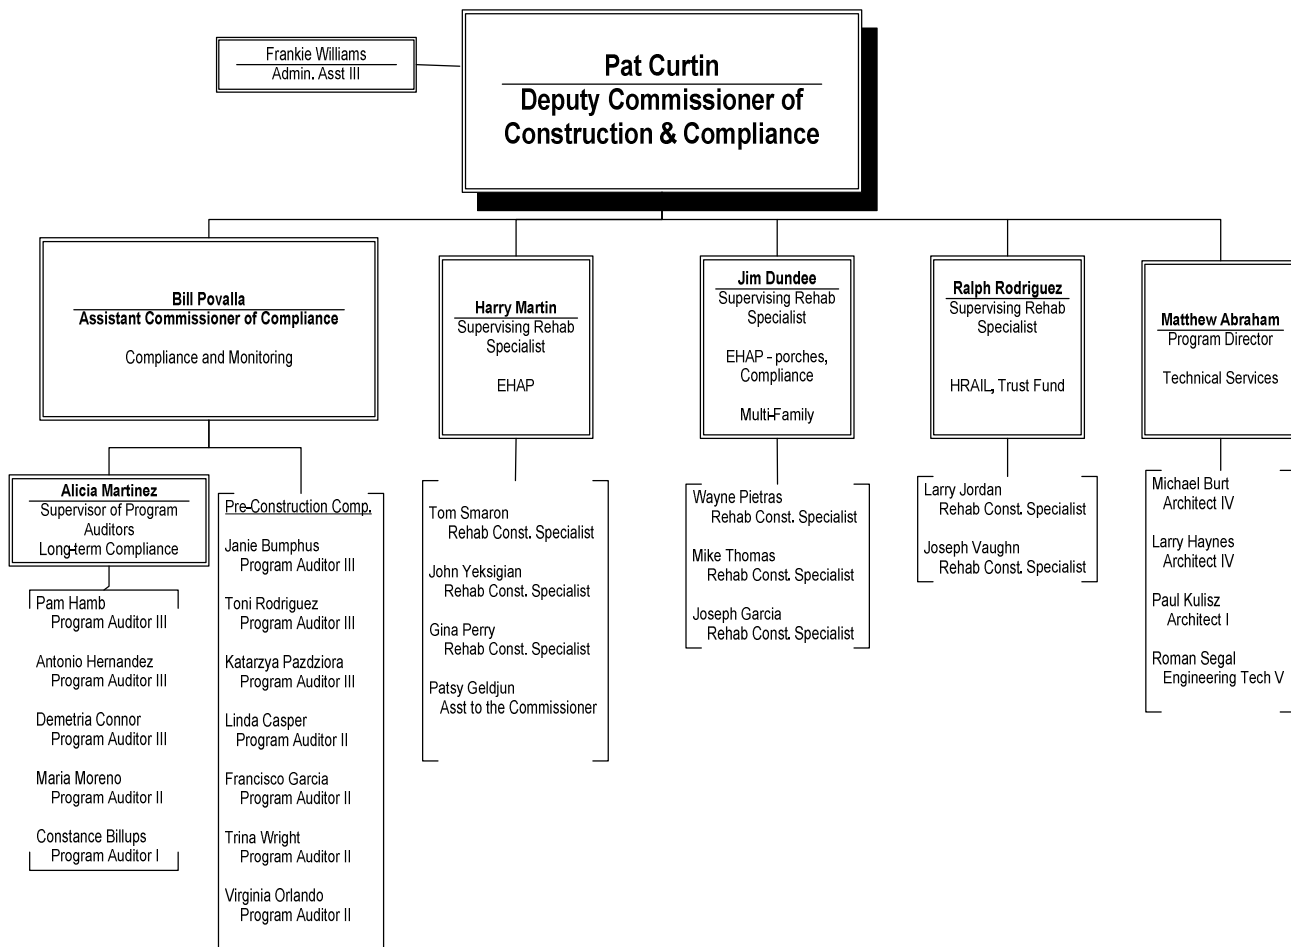 Frankie Williams
Admin. Asst III
Pat Curtin
Deputy Commissioner of
Construction & Compliance
Bill Povalla
Assistant Commissioner of Compliance
Compliance and Monitoring
Harry Martin
Supervising Rehab
Specialist
EHAP
Jim Dundee
Supervising Rehab
Specialist
EHAP - porches,
Compliance
Multi-Family
Ralph Rodriguez
Supervising Rehab
Specialist
HRAIL, Trust Fund
Matthew Abraham
Program Director
Technical Services
Alicia Martinez
Supervisor of Program
Auditors
Long-term Compliance
Pam Hamb
Program Auditor III
Antonio Hernandez
Program Auditor III
Demetria Connor
Program Auditor III
Maria Moreno
Program Auditor II
Constance Billups
Program Auditor I
Pre-Construction Comp.
Janie Bumphus
Program Auditor III
Toni Rodriguez
Program Auditor III
Katarzya Pazdziora
Program Auditor III
Linda Casper
Program Auditor II
Francisco Garcia
Program Auditor II
Trina Wright
Program Auditor II
Virginia Orlando
Program Auditor II
Tom Smaron
Rehab Const. Specialist
John Yeksigian
Rehab Const. Specialist
Gina Perry
Rehab Const. Specialist
Patsy Geldjun
Asst to the Commissioner
Wayne Pietras
Rehab Const. Specialist
Mike Thomas
Rehab Const. Specialist
Joseph Garcia
Rehab Const. Specialist
Larry Jordan
Rehab Const. Specialist
Joseph Vaughn
Rehab Const. Specialist
Michael Burt
Architect IV
Larry Haynes
Architect IV
Paul Kulisz
Architect I
Roman Segal
Engineering Tech V